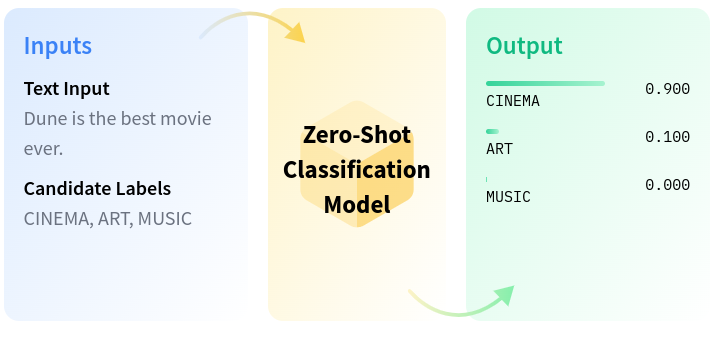 Inputs
Text Input
Dune is the best movie
ever.
Candidate Labels
CINEMA, ART, MUSIC
Zero-Shot
Classification
Model
Output
CINEMA 0.900
ART 0.100
MUSIC 0.000